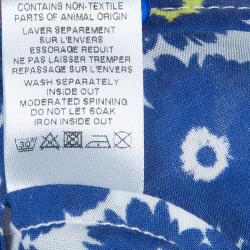 CONTAINS NON-TEXTILE
PARTS OF ANIMAL ORIGIN
LAVER SEPAREMENT
SUR L'ENVERS
ESSORAGE REDUIT
NE PAS LAISSER TREMPER
REPASSAGE SUR L'ENVERS
WASH SEPARATELY
INSIDE OUT
MODERATED SPINNING
DO NOT LET SOAK
IRON INSIDE OUT
30°